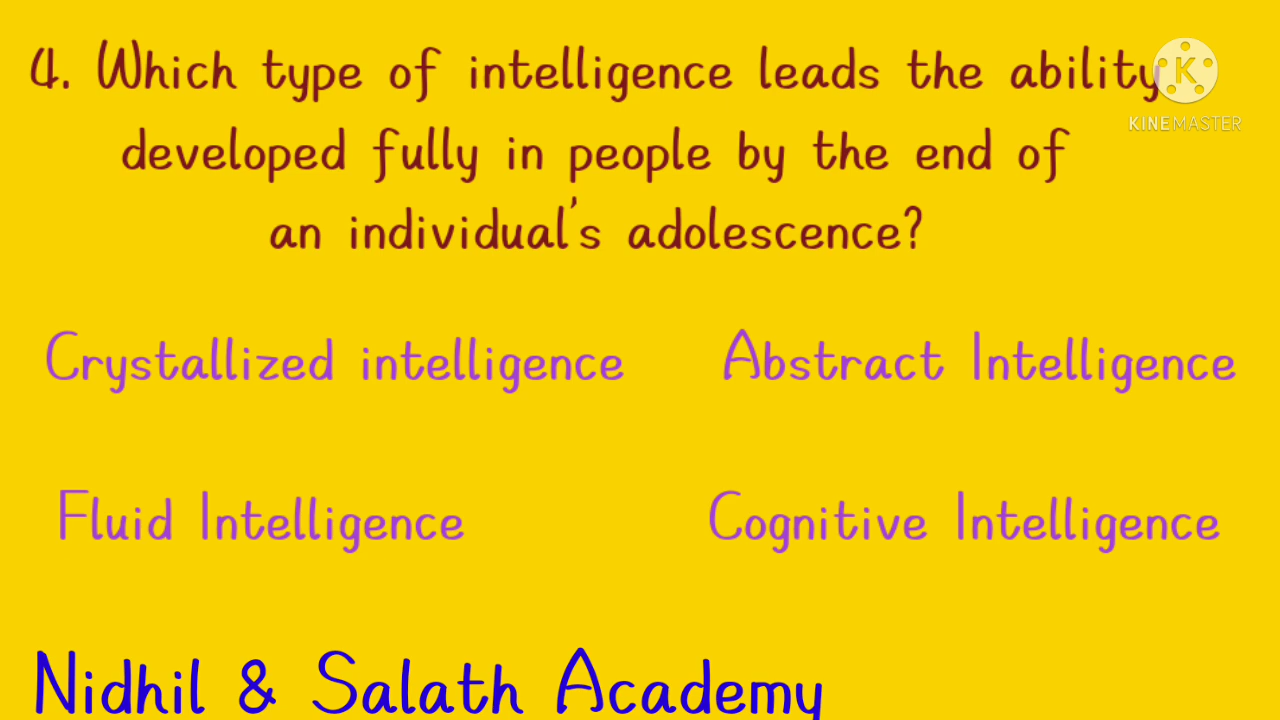 4. Which type of intelligence leads the ability
developed fully in people by the end of
an individual's adolescence?
K
KINEMASTER
Crystallized intelligence Abstract Intelligence
Fluid Intelligence Cognitive Intelligence
Nidhil & Salath Academy